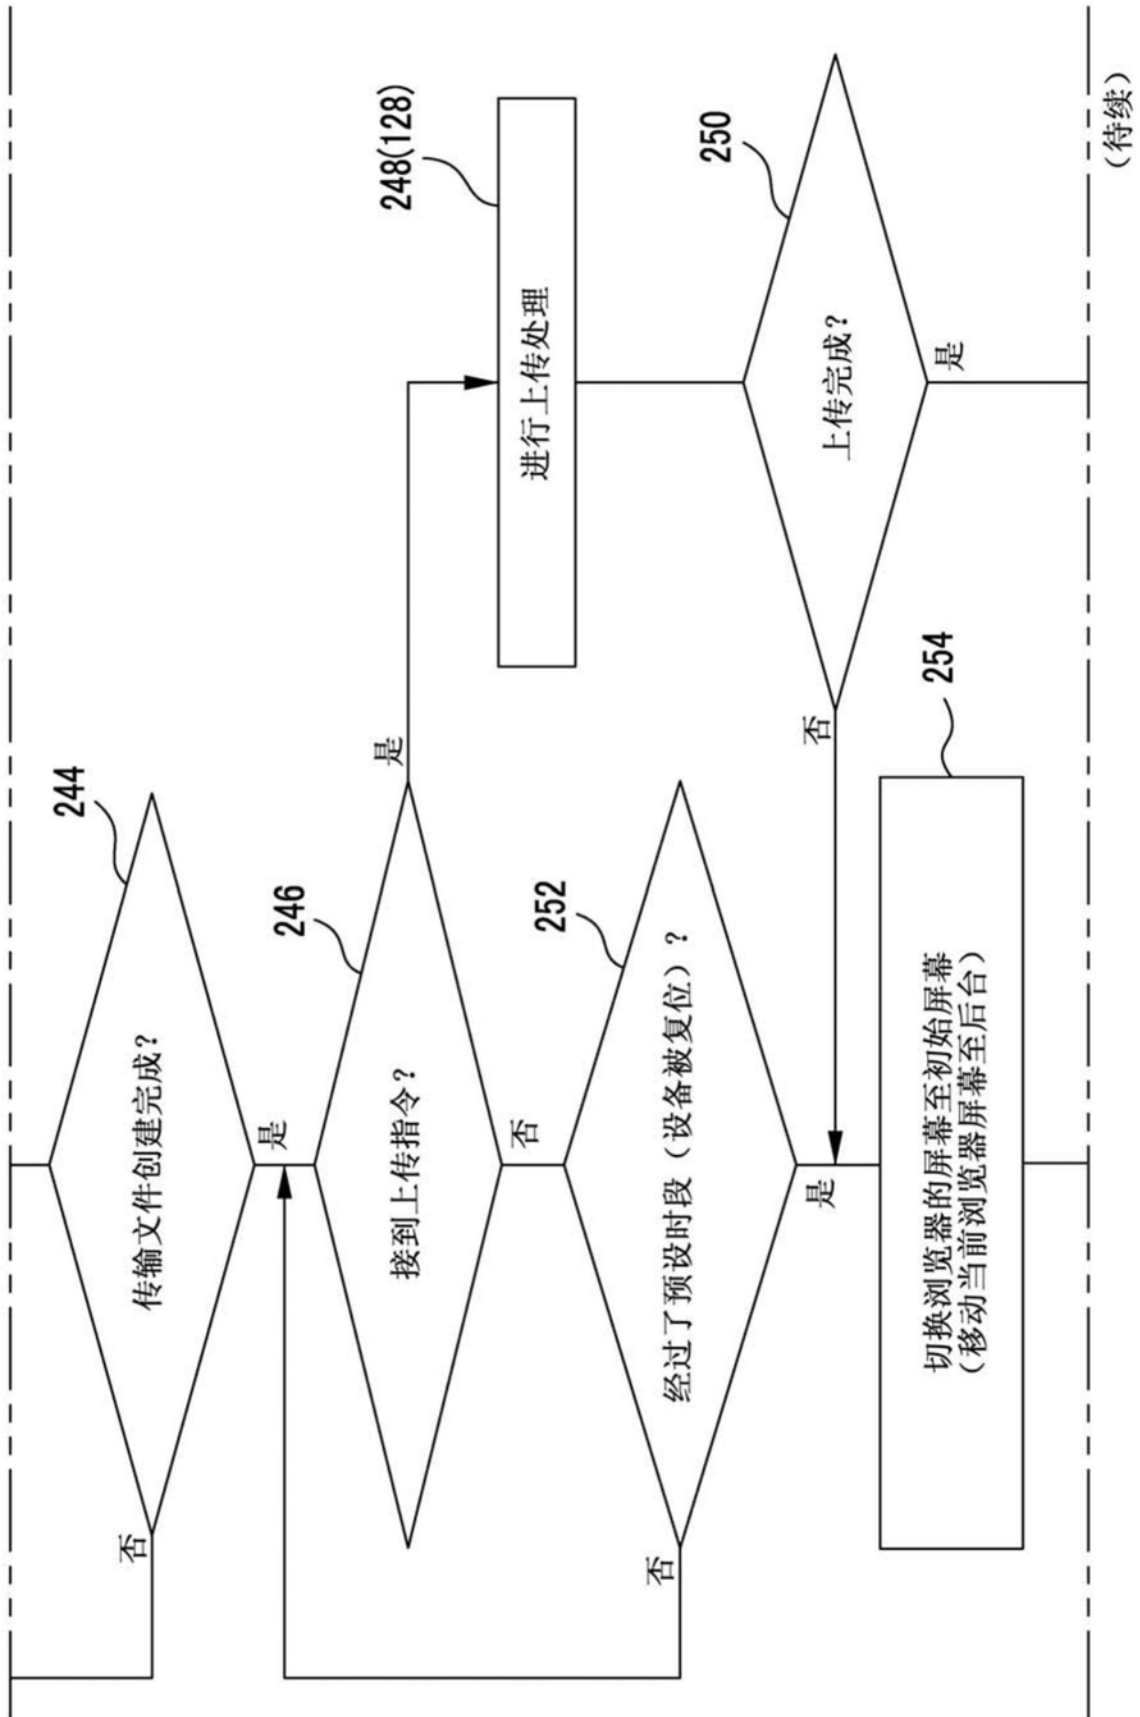 244
传输文件创建完成？
否
是
246
接到上传指令？
是
否
248(128)
进行上传处理
252
经过了预设时段（设备被复位）？
否
是
250
上传完成？
否
是
254
切换浏览器的屏幕至初始屏幕
（移动当前浏览器屏幕至后台）
（待续）